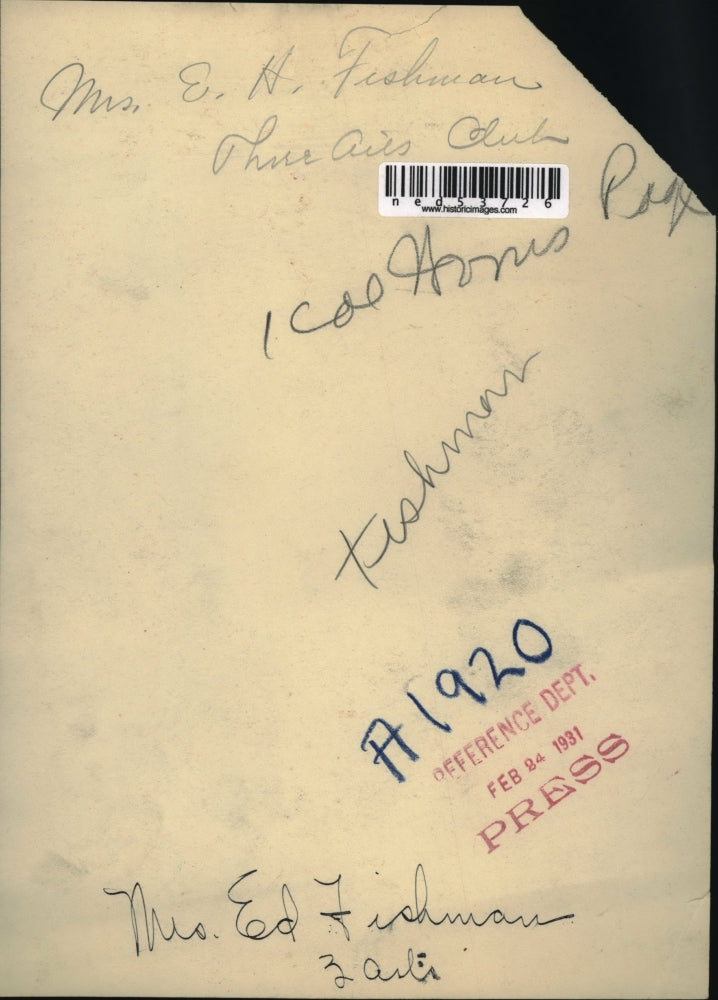 Mrs. E. H. Fishman
Three Arts Club
ned53726
www.historicimages.com
1 Col Page
Fishman
A1920
REFERENCE DEPT.
FEB 24 1931
PRESS
Mrs. Ed Fishman
3 arts